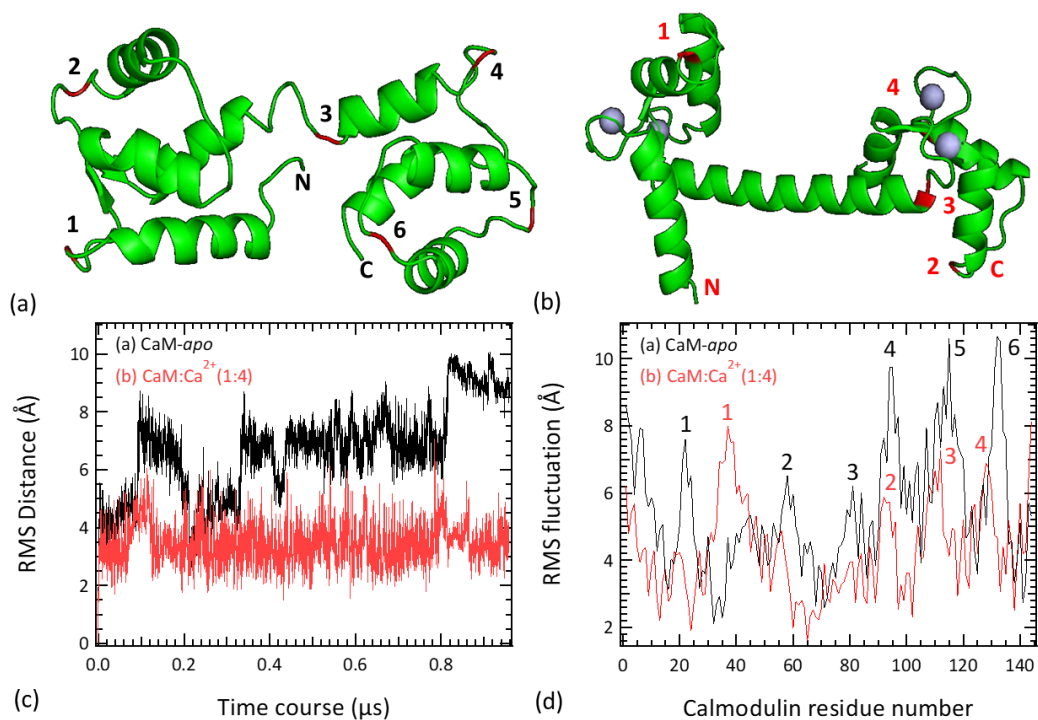 2
4
3
N
5
1
6
C
(a)
1
4
3
2
C
N
(b)
(a) CaM-apo
(b) CaM:Ca²⁺(1:4)
10
8
6
4
2
0
RMS Distance (Å)
0.0 0.2 0.4 0.6 0.8
Time course (μs)
(c)
(a) CaM-apo
(b) CaM:Ca²⁺(1:4)
4 5 6
1 1
2 3
2 3 4
10
8
6
4
2
RMS fluctuation (Å)
0 20 40 60 80 100 120 140
Calmodulin residue number
(d)